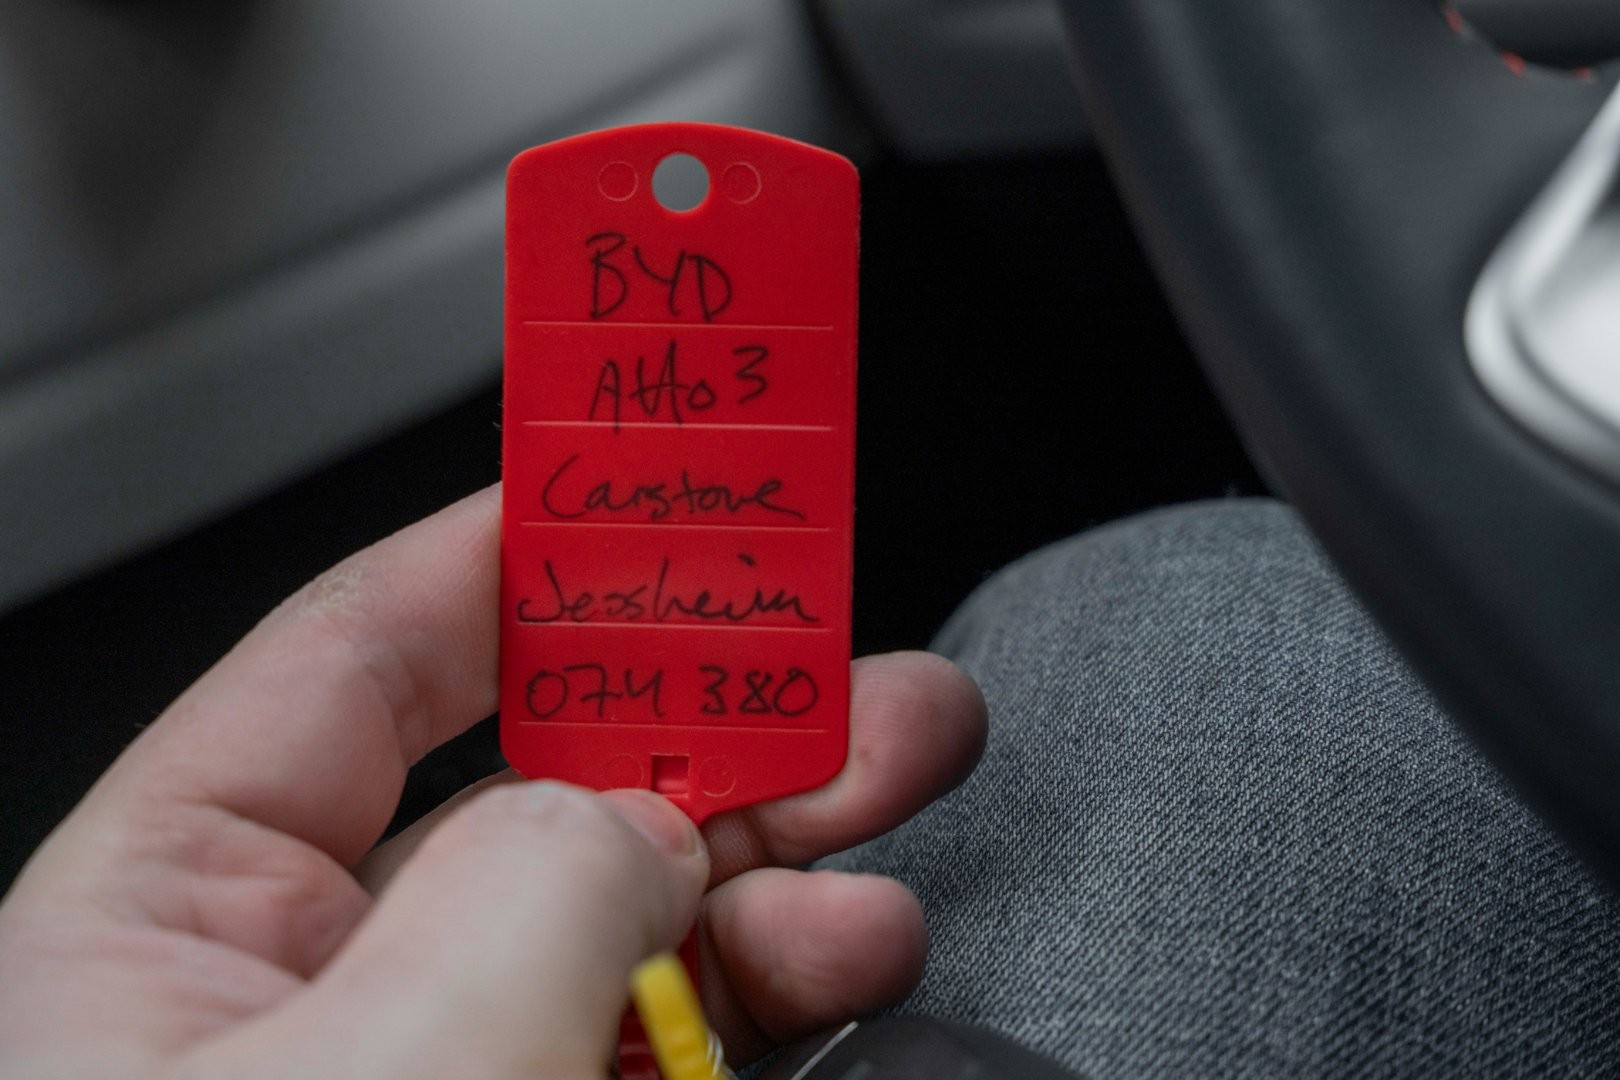 BYD
Atto 3
Carstore
Jessheim
074 380